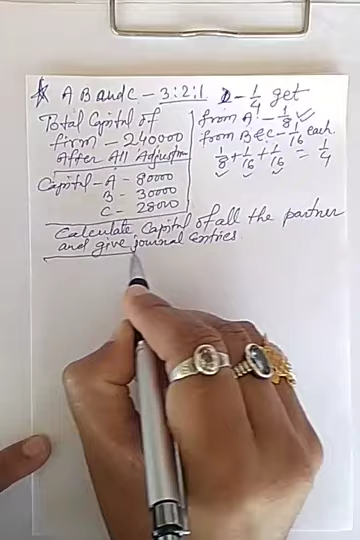 A B and C - 3:2:1 D - 1/4 get
Total Capital of
firm - 240000
After All Adjustm
Capital - A - 80000
B - 30000
C - 28000
from A - 1/8 ✓
from B & C - 1/16 each.
1/8 + 1/16 + 1/16 = 1/4
Calculate Capital of all the partner
and give journal Entries.